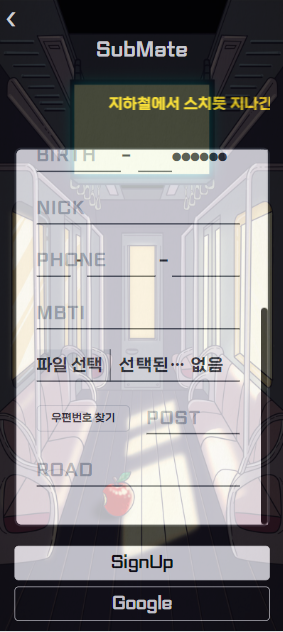 SubMate
지하철에서 스치듯 지나긴
BIRTH - ●●●●●●
NICK
PHONE - -
MBTI
파일 선택 선택된… 없음
우편번호 찾기 POST
ROAD
SignUp
Google